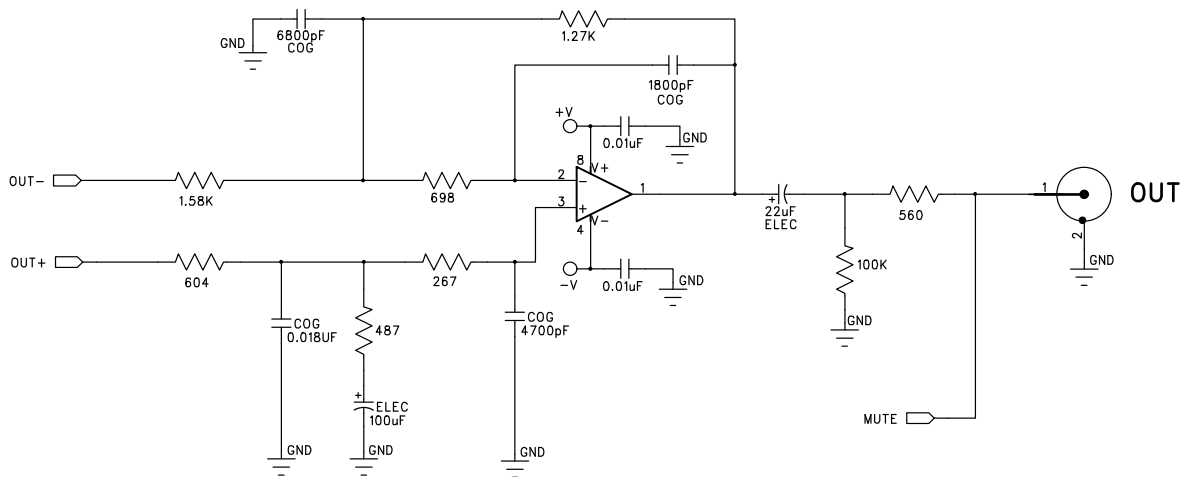 GND
6800pF
COG
1.27K
1800pF
COG
+V
0.01uF
GND
8
V+
OUT-
1.58K
698
2
-
3
+
1
4
V-
+
22uF
ELEC
560
1
OUT
2
GND
OUT+
604
267
-V
0.01uF
GND
100K
GND
COG
0.018UF
487
COG
4700pF
+
ELEC
100uF
MUTE
GND
GND
GND